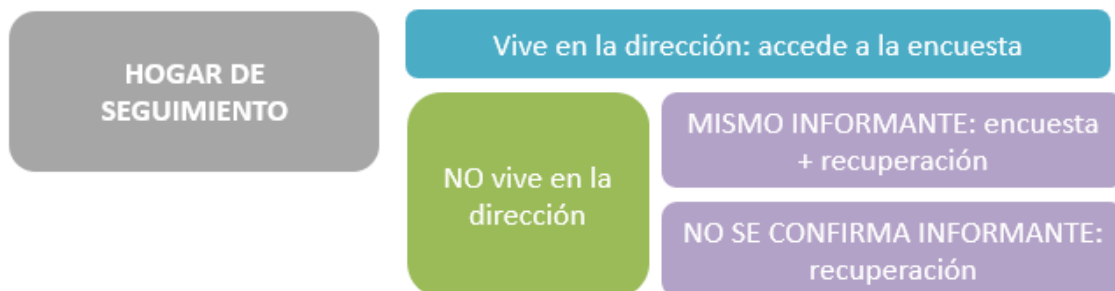 HOGAR DE
SEGUIMIENTO
Vive en la dirección: accede a la encuesta
NO vive en la
dirección
MISMO INFORMANTE: encuesta
+ recuperación
NO SE CONFIRMA INFORMANTE:
recuperación